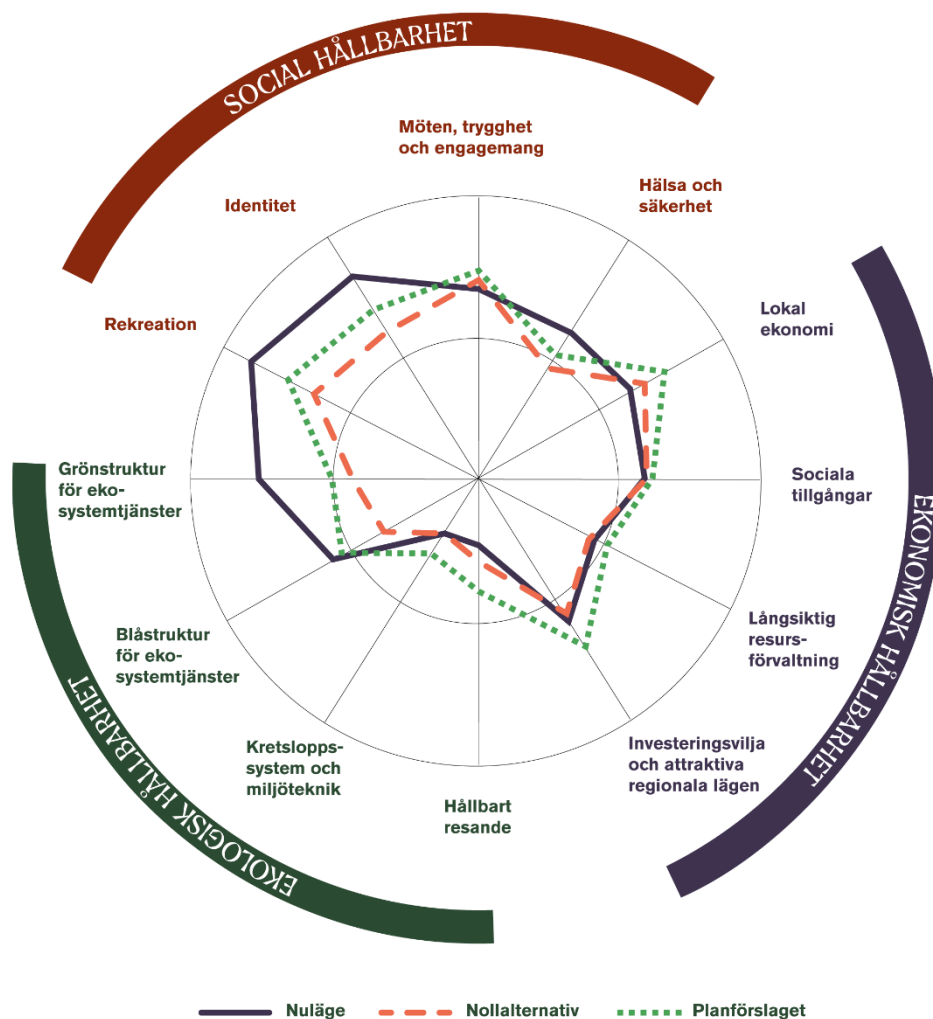 SOCIAL HÅLLBARHET
Möten, trygghet
och engagemang
Hälsa och
säkerhet
Identitet
Rekreation
Lokal
ekonomi
Sociala
tillgångar
EKONOMISK HÅLLBARHET
Grönstruktur
för eko-
systemtjänster
Långsiktig
resurs-
förvaltning
Blåstruktur
för eko-
systemtjänster
EKOLOGISK HÅLLBARHET
Kretslopps-
system och
miljöteknik
Hållbart
resande
Investeringsvilja
och attraktiva
regionala lägen
Nuläge
Nollalternativ
Planförslaget